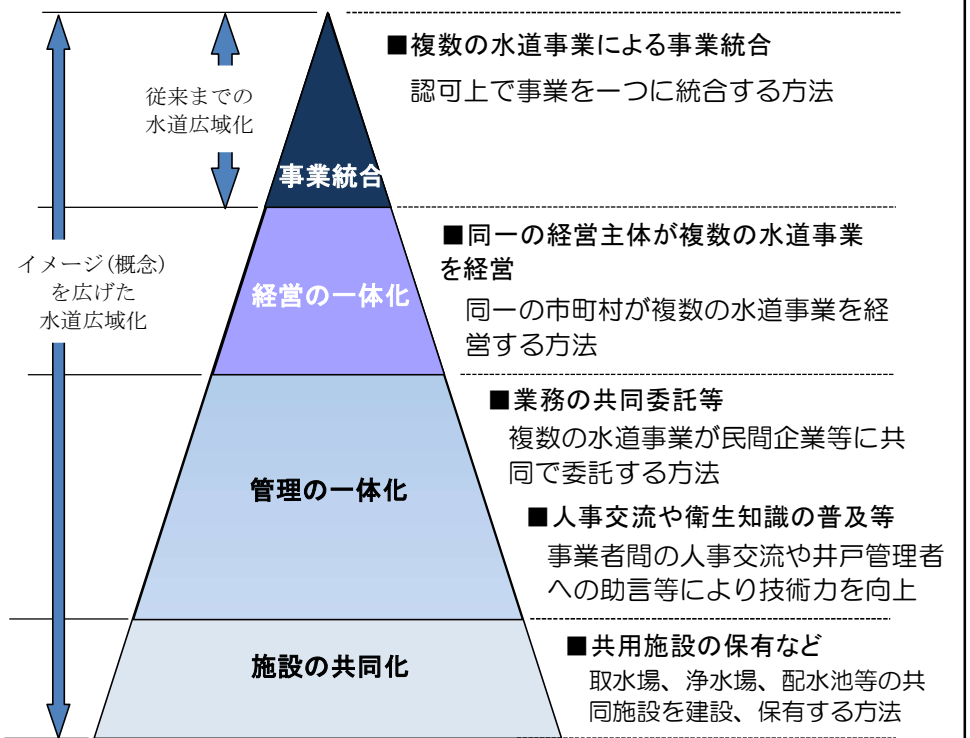 ■複数の水道事業による事業統合
認可上で事業を一つに統合する方法
従来までの
水道広域化
事業統合
■同一の経営主体が複数の水道事業
を経営
同一の市町村が複数の水道事業を経
営する方法
イメージ(概念)
を広げた
水道広域化
経営の一体化
■業務の共同委託等
複数の水道事業が民間企業等に共
同で委託する方法
管理の一体化
■人事交流や衛生知識の普及等
事業者間の人事交流や井戸管理者
への助言等により技術力を向上
施設の共同化
■共用施設の保有など
取水場、浄水場、配水池等の共
同施設を建設、保有する方法